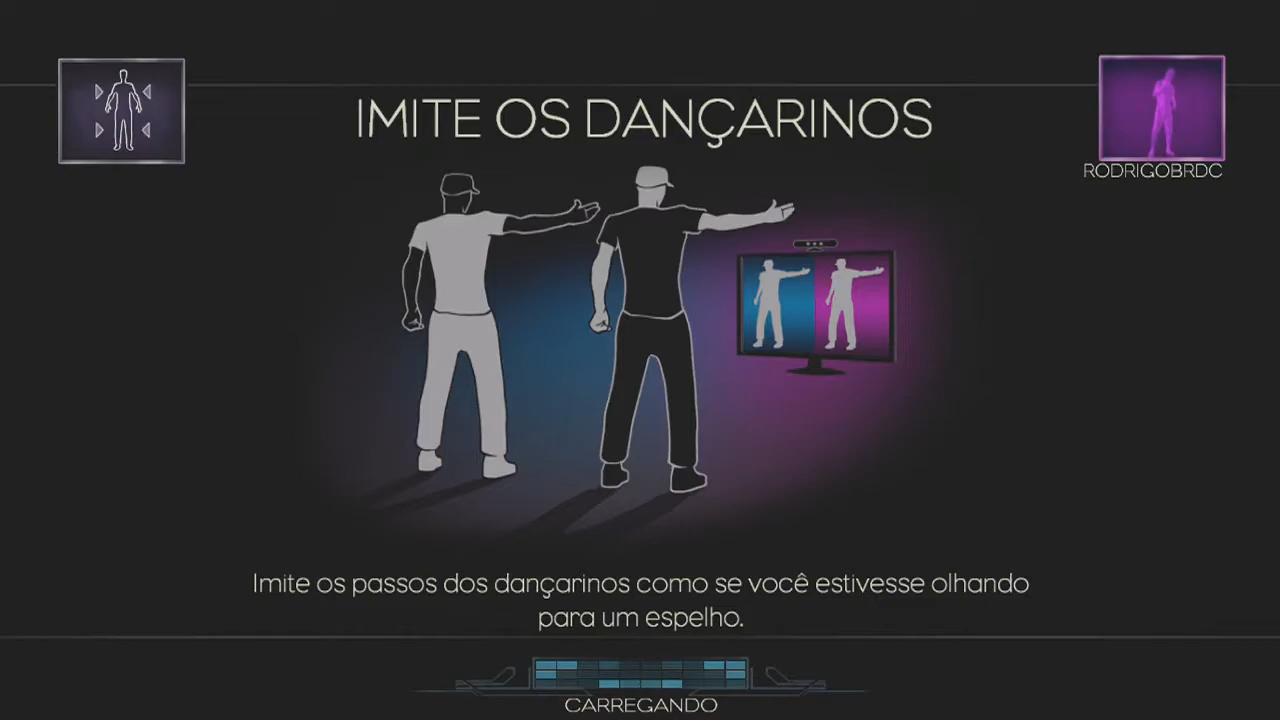 IMITE OS DANÇARINOS
RODRIGOBRDC
Imite os passos dos dançarinos como se você estivesse olhando
para um espelho.
CARREGANDO